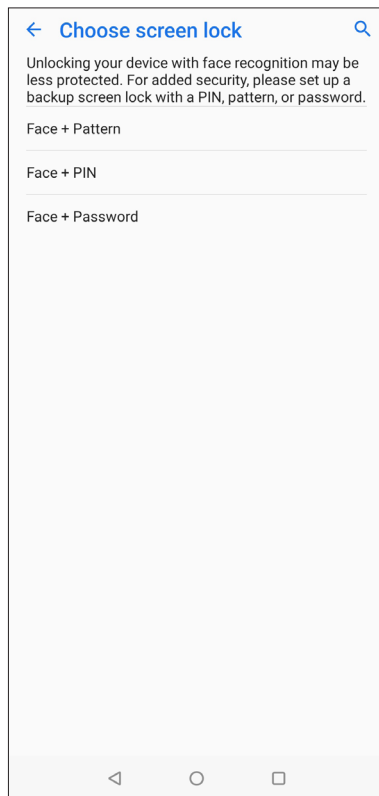 Choose screen lock
Unlocking your device with face recognition may be
less protected. For added security, please set up a
backup screen lock with a PIN, pattern, or password.
Face + Pattern
Face + PIN
Face + Password